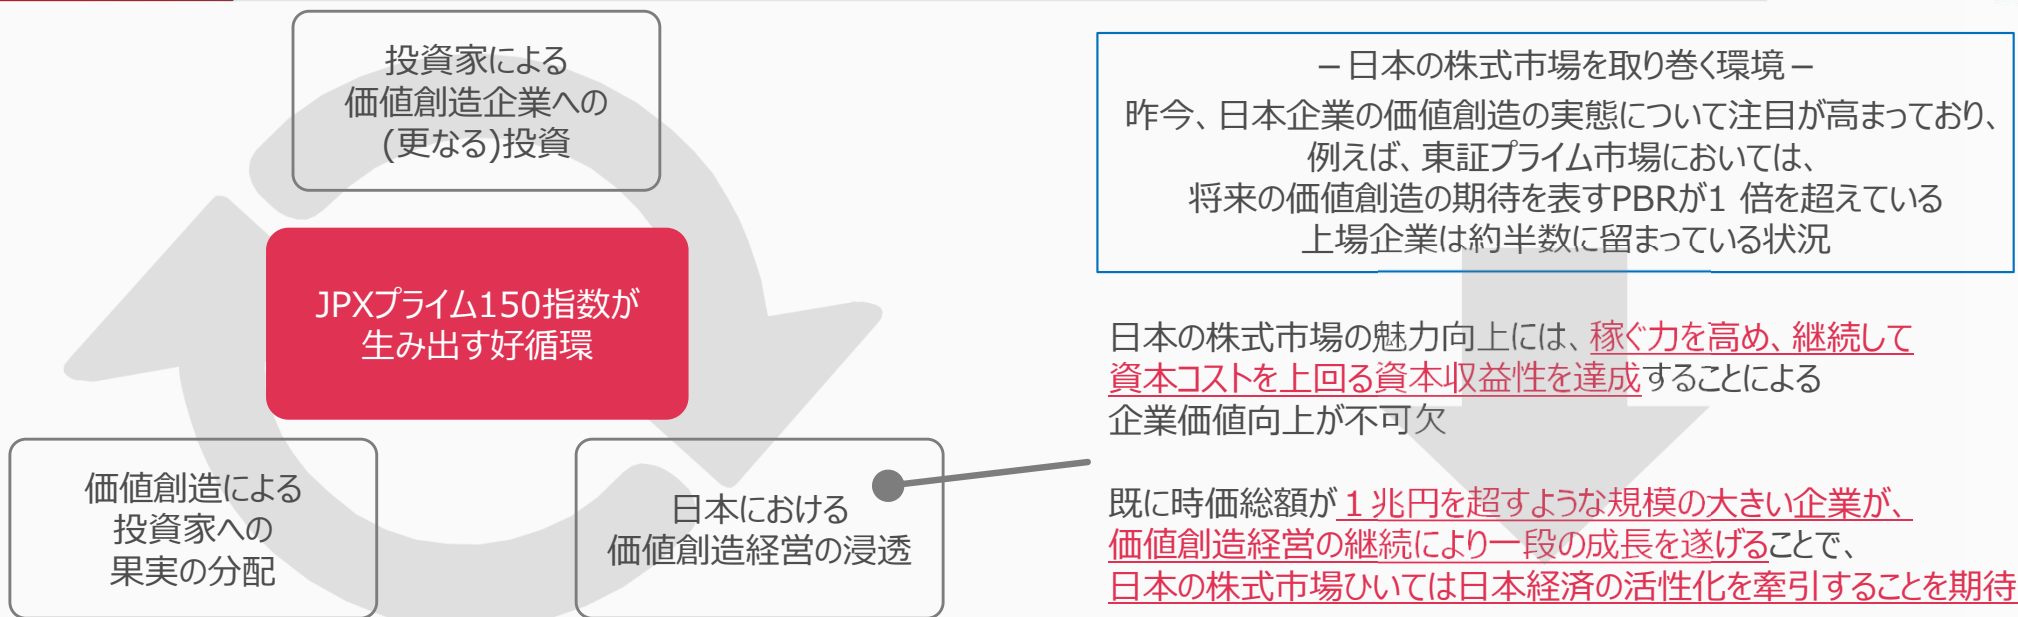 投資家による
価値創造企業への
(更なる)投資
JPXプライム150指数が
生み出す好循環
価値創造による
投資家への
果実の分配
日本における
価値創造経営の浸透
– 日本の株式市場を取り巻く環境 –
昨今、日本企業の価値創造の実態について注目が高まっており、
例えば、東証プライム市場においては、
将来の価値創造の期待を表すPBRが1 倍を超えている
上場企業は約半数に留まっている状況
日本の株式市場の魅力向上には、稼ぐ力を高め、継続して
資本コストを上回る資本収益性を達成することによる
企業価値向上が不可欠
既に時価総額が１兆円を超すような規模の大きい企業が、
価値創造経営の継続により一段の成長を遂げることで、
日本の株式市場ひいては日本経済の活性化を牽引することを期待